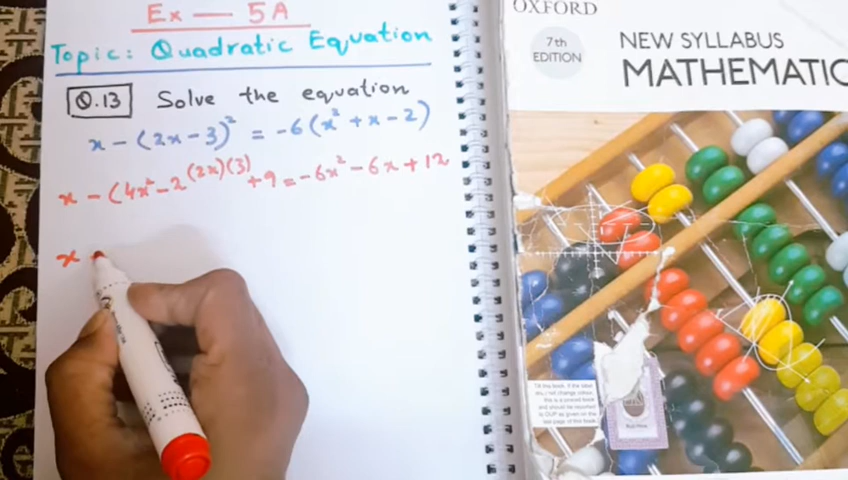 Ex — 5A
Topic: Quadratic Equation
Q.13 Solve the equation
x - (2x - 3)² = -6(x² + x - 2)
x - (4x² - 2(2x)(3) + 9 = -6x² - 6x + 12
x
OXFORD
7th
EDITION
NEW SYLLABUS
MATHEMATIC